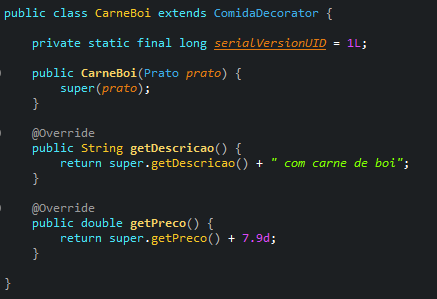 public class CarneBoi extends ComidaDecorator {
private static final long serialVersionUID = 1L;
public CarneBoi(Prato prato) {
super(prato);
}
@Override
public String getDescricao() {
return super.getDescricao() + " com carne de boi";
}
@Override
public double getPreco() {
return super.getPreco() + 7.9d;
}
}